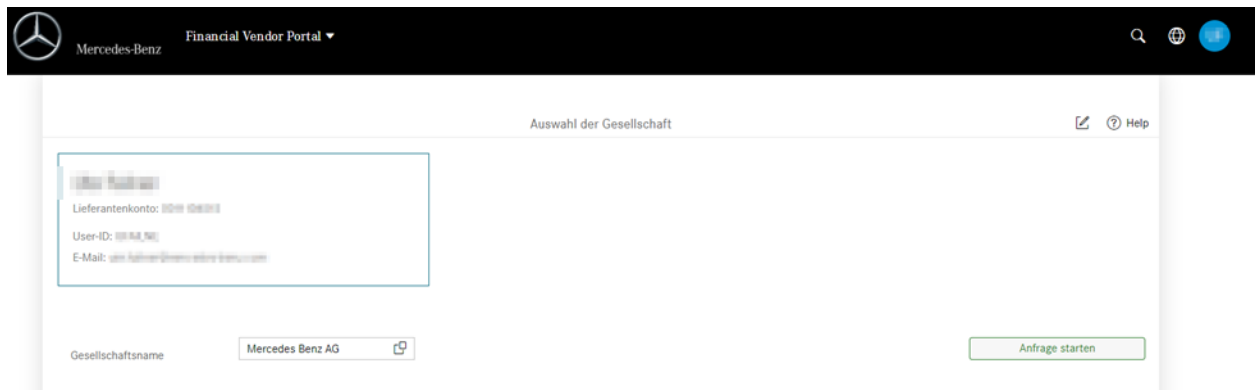 Mercedes-Benz
Financial Vendor Portal
Auswahl der Gesellschaft
Help
Lieferantenkonto:
User-ID:
E-Mail:
Gesellschaftsname
Mercedes Benz AG
Anfrage starten